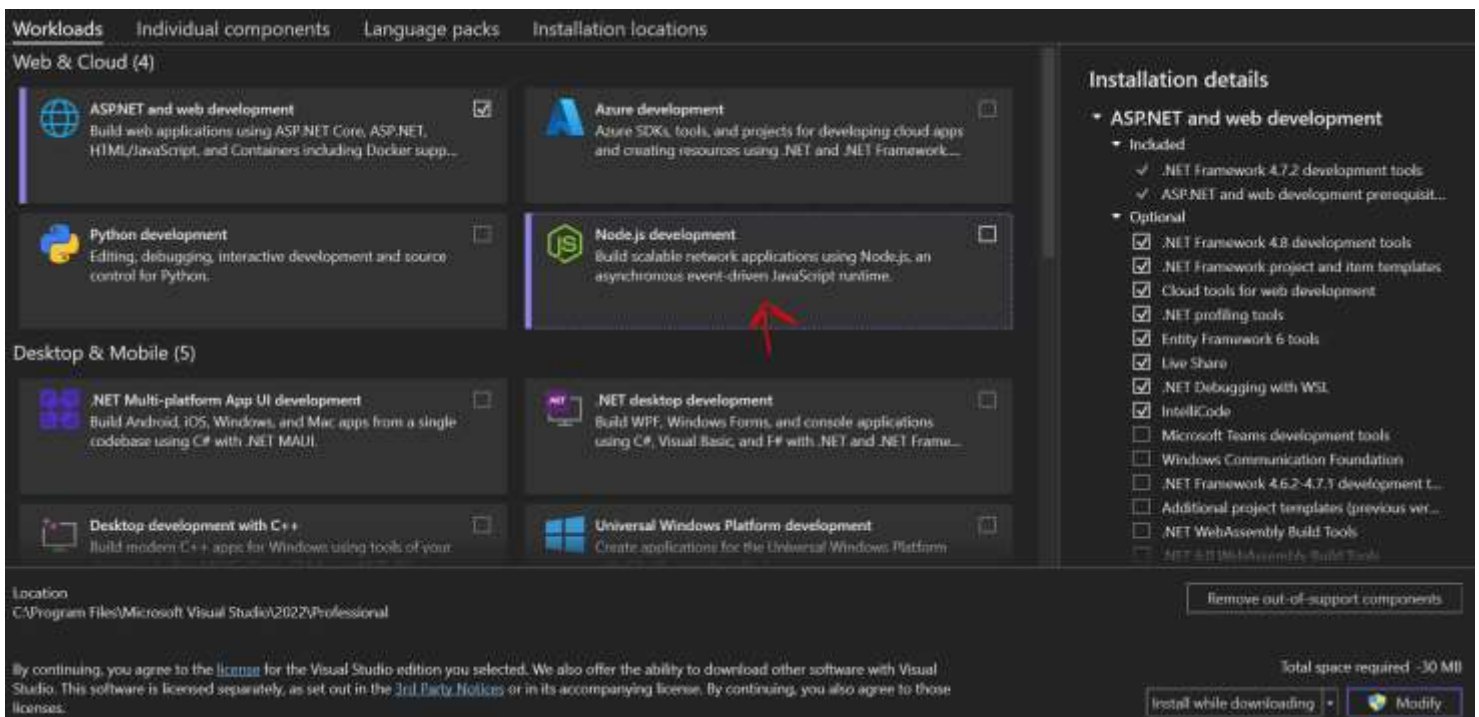 Workloads Individual components Language packs Installation locations
Web & Cloud (4)
ASP.NET and web development
Build web applications using ASP.NET Core, ASP.NET,
HTML/JavaScript, and Containers including Docker supp...
Azure development
Azure SDKs, tools, and projects for developing cloud apps
and creating resources using .NET and .NET Framework....
Python development
Editing, debugging, interactive development and source
control for Python.
Node.js development
Build scalable network applications using Node.js, an
asynchronous event-driven JavaScript runtime.
Desktop & Mobile (5)
.NET Multi-platform App UI development
Build Android, iOS, Windows, and Mac apps from a single
codebase using C# with .NET MAUI.
.NET desktop development
Build WPF, Windows Forms, and console applications
using C#, Visual Basic, and F# with .NET and .NET Frame...
Desktop development with C++
Build modern C++ apps for Windows using tools of your
Universal Windows Platform development
Create applications for the Universal Windows Platform
Installation details
ASP.NET and web development
Included
.NET Framework 4.7.2 development tools
ASP.NET and web development prerequisit...
Optional
.NET Framework 4.8 development tools
.NET Framework project and item templates
Cloud tools for web development
.NET profiling tools
Entity Framework 6 tools
Live Share
.NET Debugging with WSL
IntelliCode
Microsoft Teams development tools
Windows Communication Foundation
.NET Framework 4.6.2-4.7.1 development t...
Additional project templates (previous ver...
.NET WebAssembly Build Tools
.NET 6.0 WebAssembly Build Tools
Location
C:\Program Files\Microsoft Visual Studio\2022\Professional
Remove out-of-support components
By continuing, you agree to the license for the Visual Studio edition you selected. We also offer the ability to download other software with Visual
Studio. This software is licensed separately, as set out in the 3rd Party Notices or in its accompanying license. By continuing, you also agree to those
licenses.
Total space required -30 MB
Install while downloading Modify